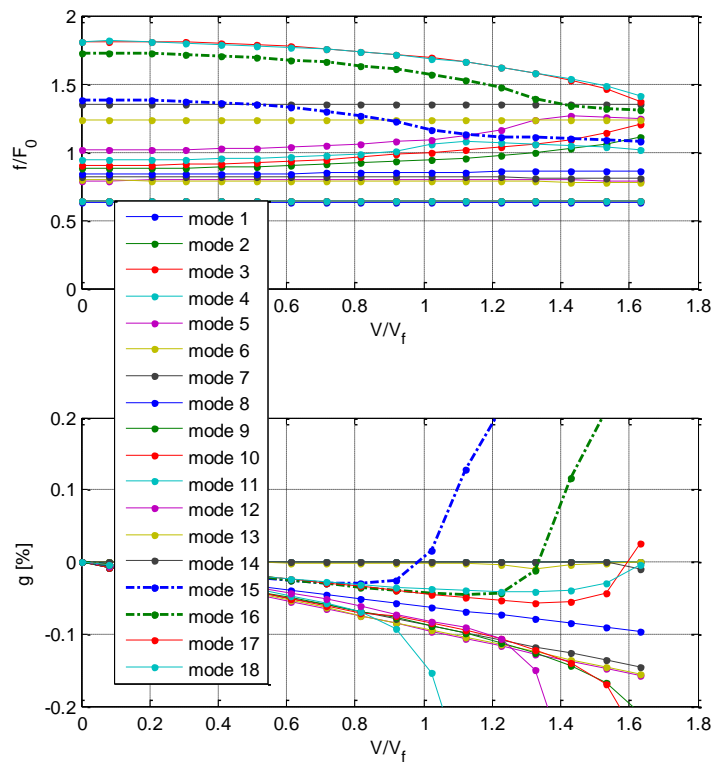 2
1.5
1
0.5
0
f/F0
0 0.6 0.8 1 1.2 1.4 1.6 1.8
V/Vf
mode 1
mode 2
mode 3
mode 4
mode 5
mode 6
mode 7
mode 8
mode 9
mode 10
mode 11
mode 12
mode 13
mode 14
mode 15
mode 16
mode 17
mode 18
0.2
0.1
0
-0.1
-0.2
g [%]
0 0.2 0.4 0.6 0.8 1 1.2 1.4 1.6 1.8
V/Vf